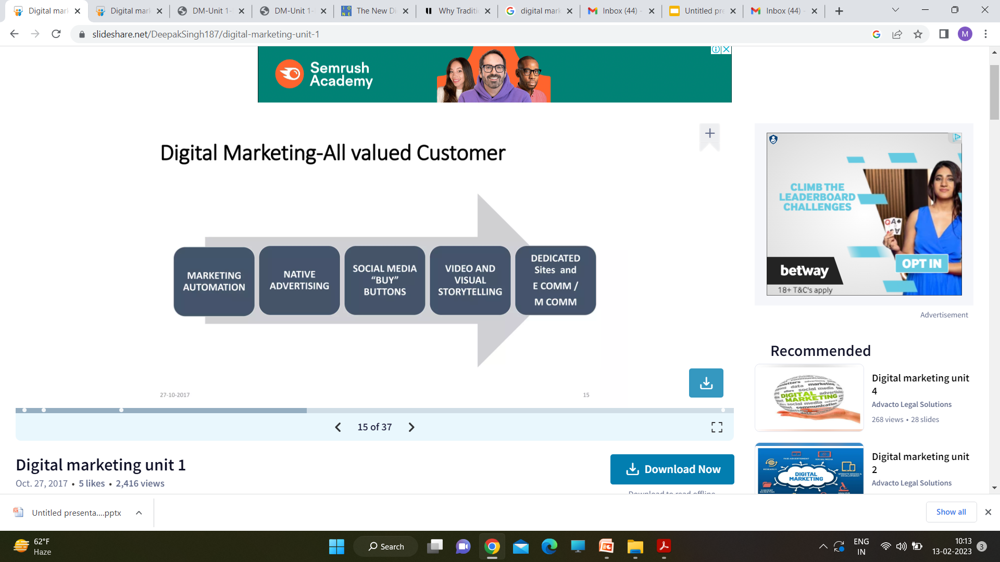 Digital mar
Digital mar
DM-Unit 1-
DM-Unit 1-
The New Di
Why Traditi
digital mark
Inbox (44) -
Untitled pre
Inbox (44) -
slideshare.net/DeepakSingh187/digital-marketing-unit-1
M
Semrush
Academy
Digital Marketing-All valued Customer
MARKETING
AUTOMATION
NATIVE
ADVERTISING
SOCIAL MEDIA
“BUY”
BUTTONS
VIDEO AND
VISUAL
STORYTELLING
DEDICATED
Sites and
E COMM /
M COMM
27-10-2017
15
15 of 37
Digital marketing unit 1
Oct. 27, 2017 • 5 likes • 2,416 views
Download Now
Download to read offline
CLIMB THE
LEADERBOARD
CHALLENGES
OPT IN
betway
18+ T&C's apply
Advertisement
Recommended
DIGITAL
MARKETING
Digital marketing unit
4
Advacto Legal Solutions
268 views • 28 slides
DIGITAL
MARKETING
Digital marketing unit
2
Advacto Legal Solutions
Untitled presenta....pptx
Show all
62°F
Haze
Search
ENG
IN
10:13
13-02-2023
3